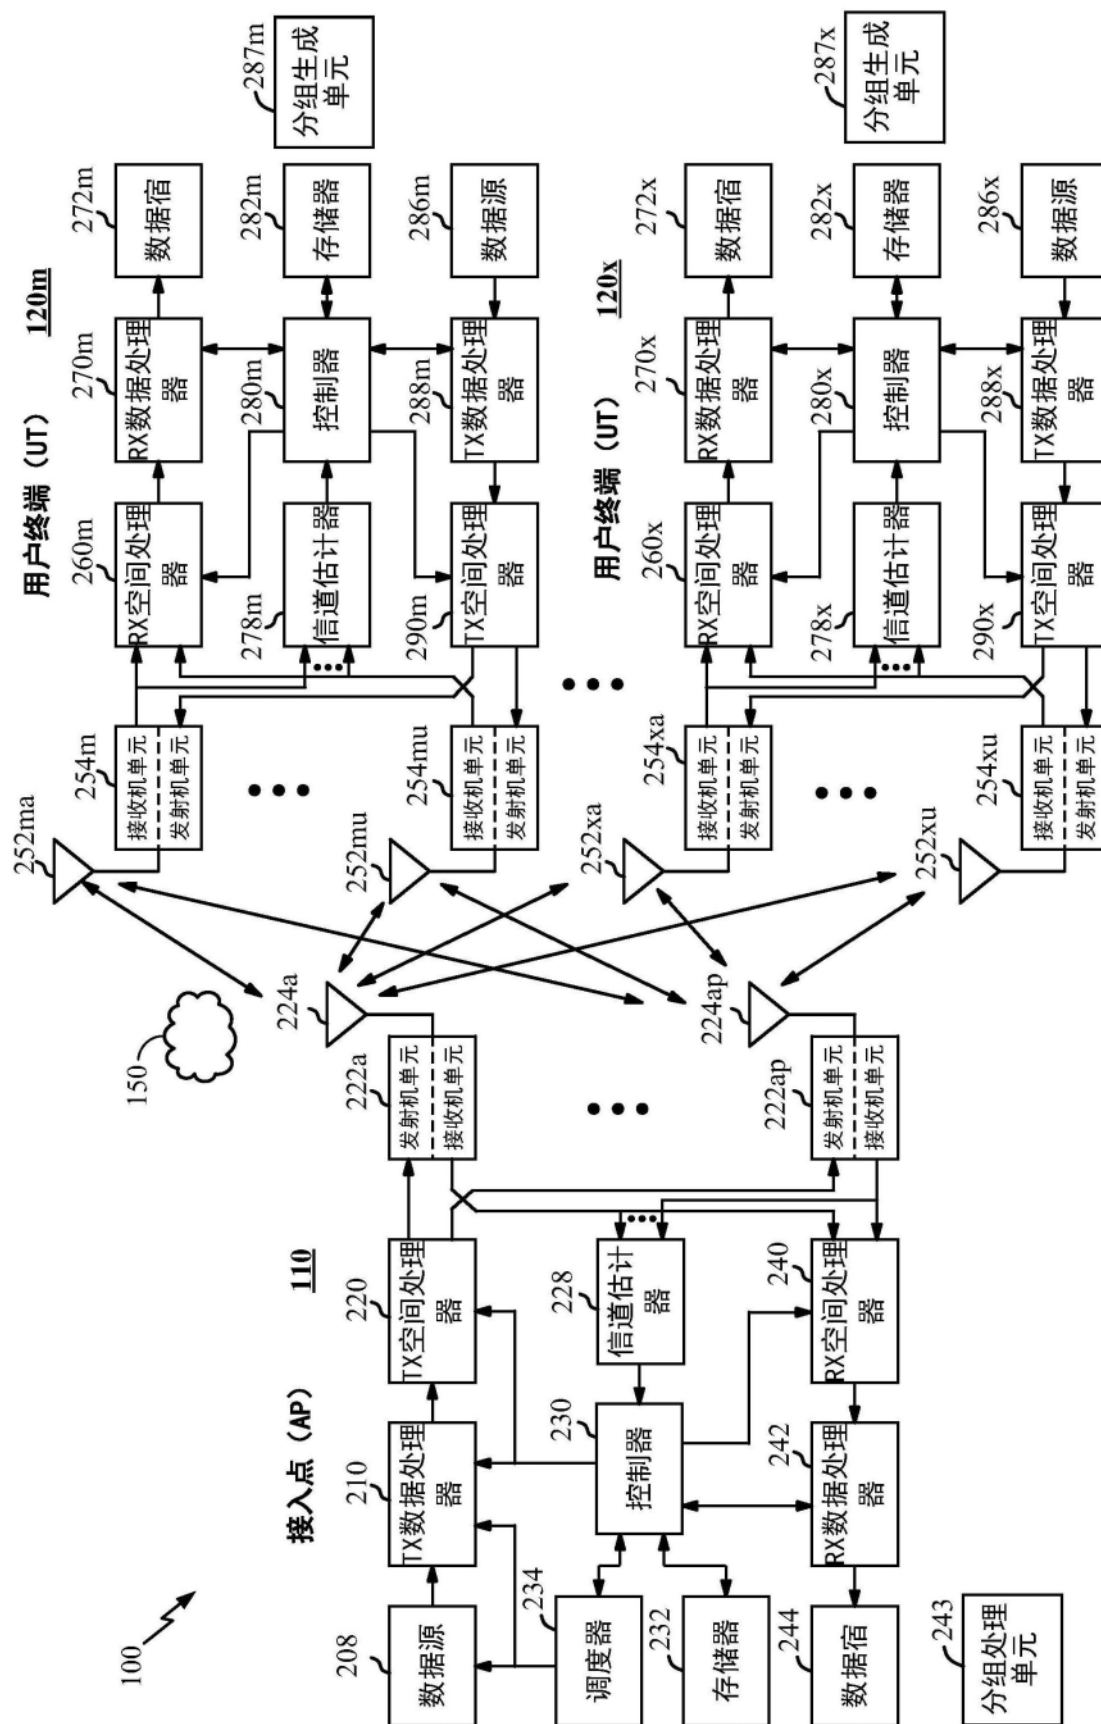 100
接入点（AP）
110
208
数据源
210
TX数据处理
器
220
TX空间处理
器
222a
发射机单元
接收机单元
224a
150
234
调度器
230
控制器
228
信道估计
器
232
存储器
244
数据宿
242
RX数据处理
器
240
RX空间处理
器
222ap
发射机单元
接收机单元
224ap
243
分组处理
单元
用户终端（UT）
120m
252ma
254m
接收机单元
发射机单元
260m
RX空间处理
器
270m
RX数据处理
器
272m
数据宿
278m
信道估计器
280m
控制器
282m
存储器
287m
分组生成
单元
252mu
254mu
接收机单元
发射机单元
290m
TX空间处理
器
288m
TX数据处理
器
286m
数据源
用户终端（UT）
120x
252xa
254xa
接收机单元
发射机单元
260x
RX空间处理
器
270x
RX数据处理
器
272x
数据宿
278x
信道估计器
280x
控制器
282x
存储器
287x
分组生成
单元
252xu
254xu
接收机单元
发射机单元
290x
TX空间处理
器
288x
TX数据处理
器
286x
数据源